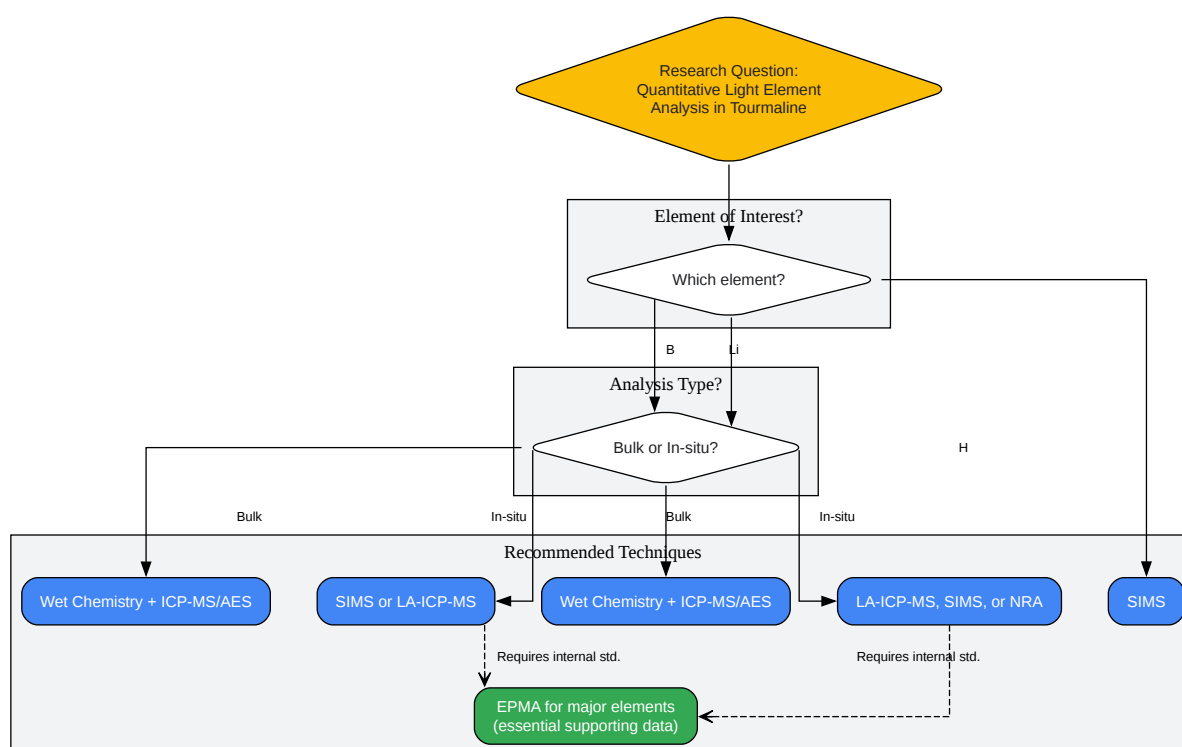 Research Question:
Quantitative Light Element
Analysis in Tourmaline
Element of Interest?
Which element?
B
Li
Analysis Type?
Bulk or In-situ?
H
Bulk
In-situ
Bulk
In-situ
Recommended Techniques
Wet Chemistry + ICP-MS/AES
SIMS or LA-ICP-MS
Wet Chemistry + ICP-MS/AES
LA-ICP-MS, SIMS, or NRA
SIMS
Requires internal std.
Requires internal std.
EPMA for major elements
(essential supporting data)